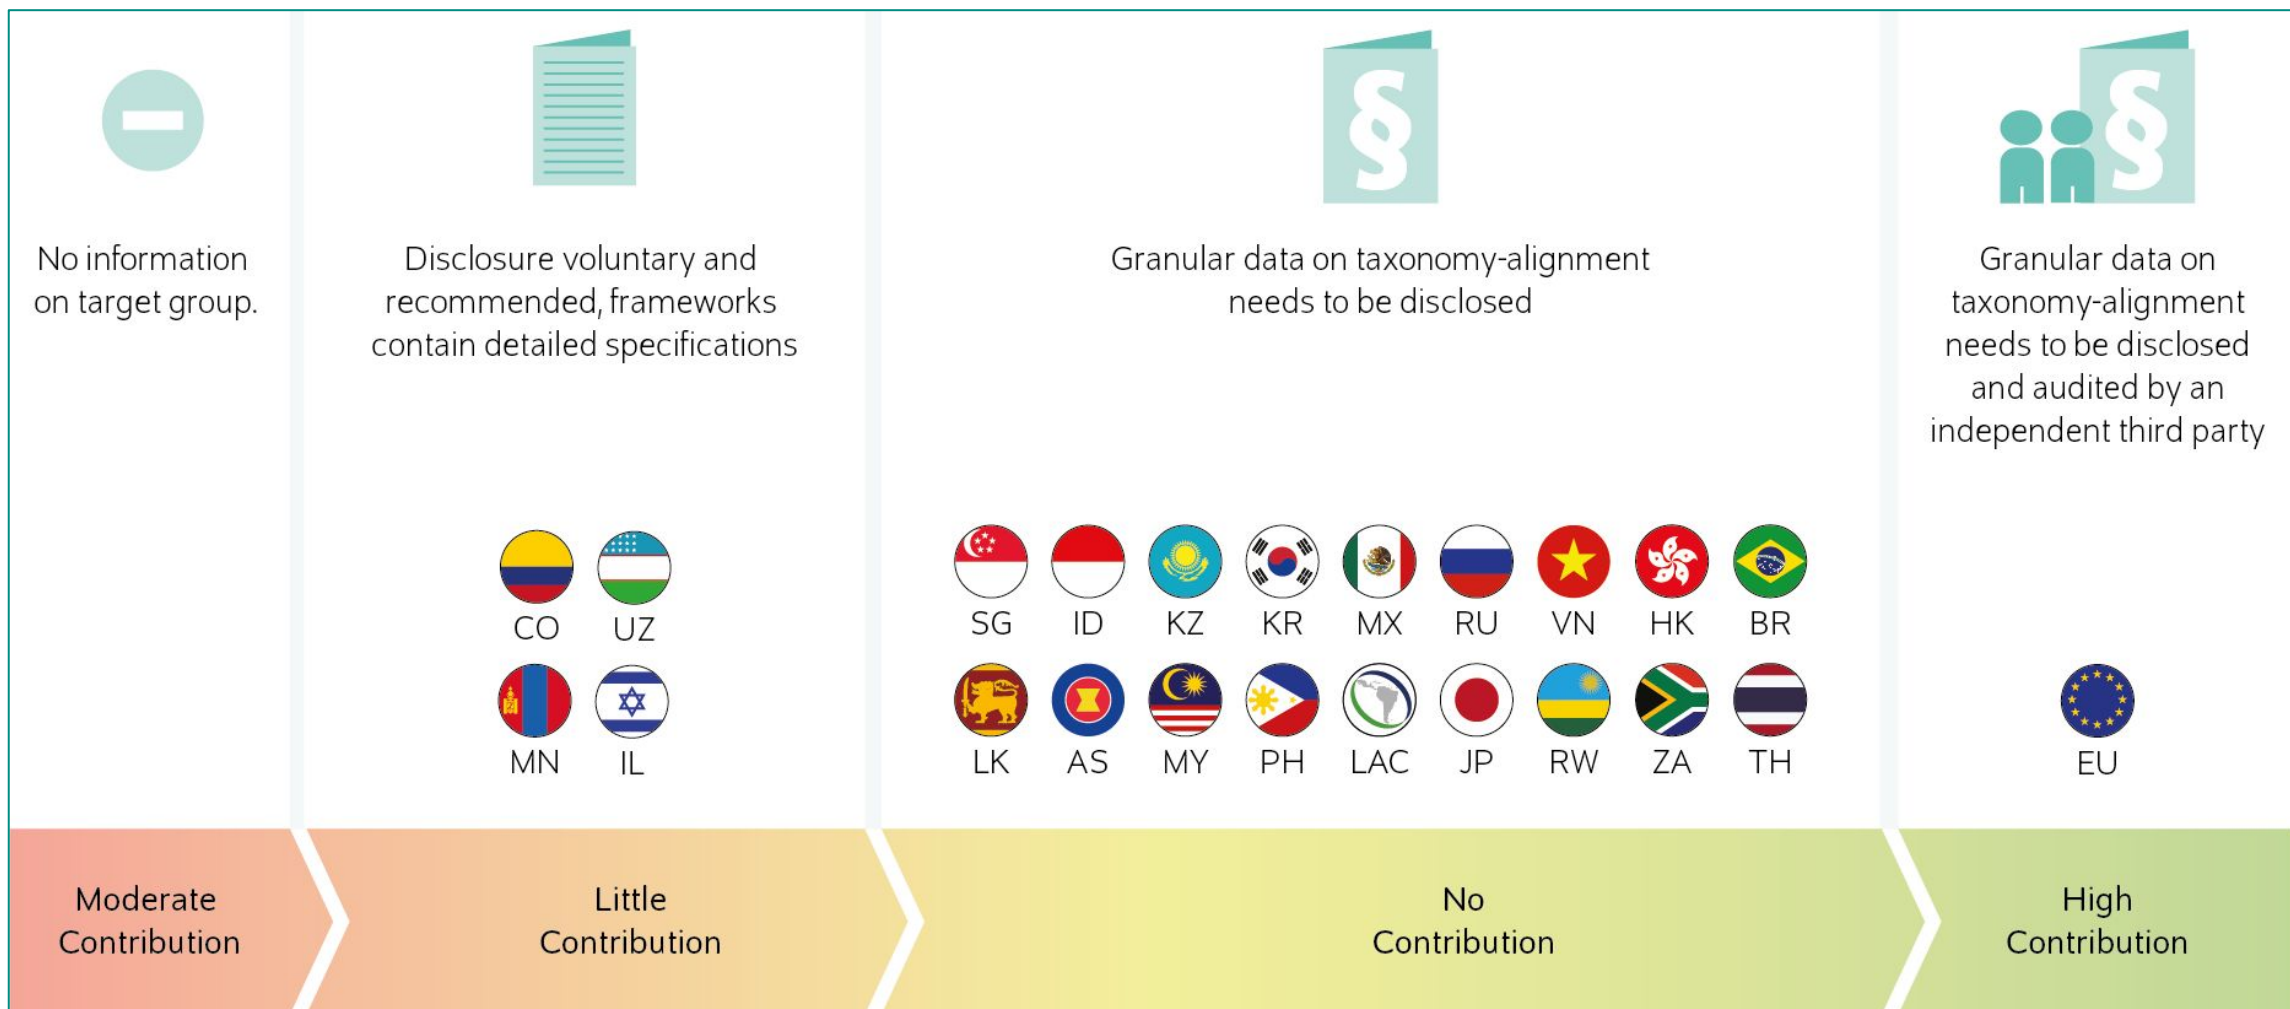 No information
on target group.
Disclosure voluntary and
recommended, frameworks
contain detailed specifications
Granular data on taxonomy-alignment
needs to be disclosed
Granular data on
taxonomy-alignment
needs to be disclosed
and audited by an
independent third party
§
§
CO UZ
MN IL
SG ID KZ KR MX RU VN HK BR
LK AS MY PH LAC JP RW ZA TH
EU
Moderate
Contribution
Little
Contribution
No
Contribution
High
Contribution